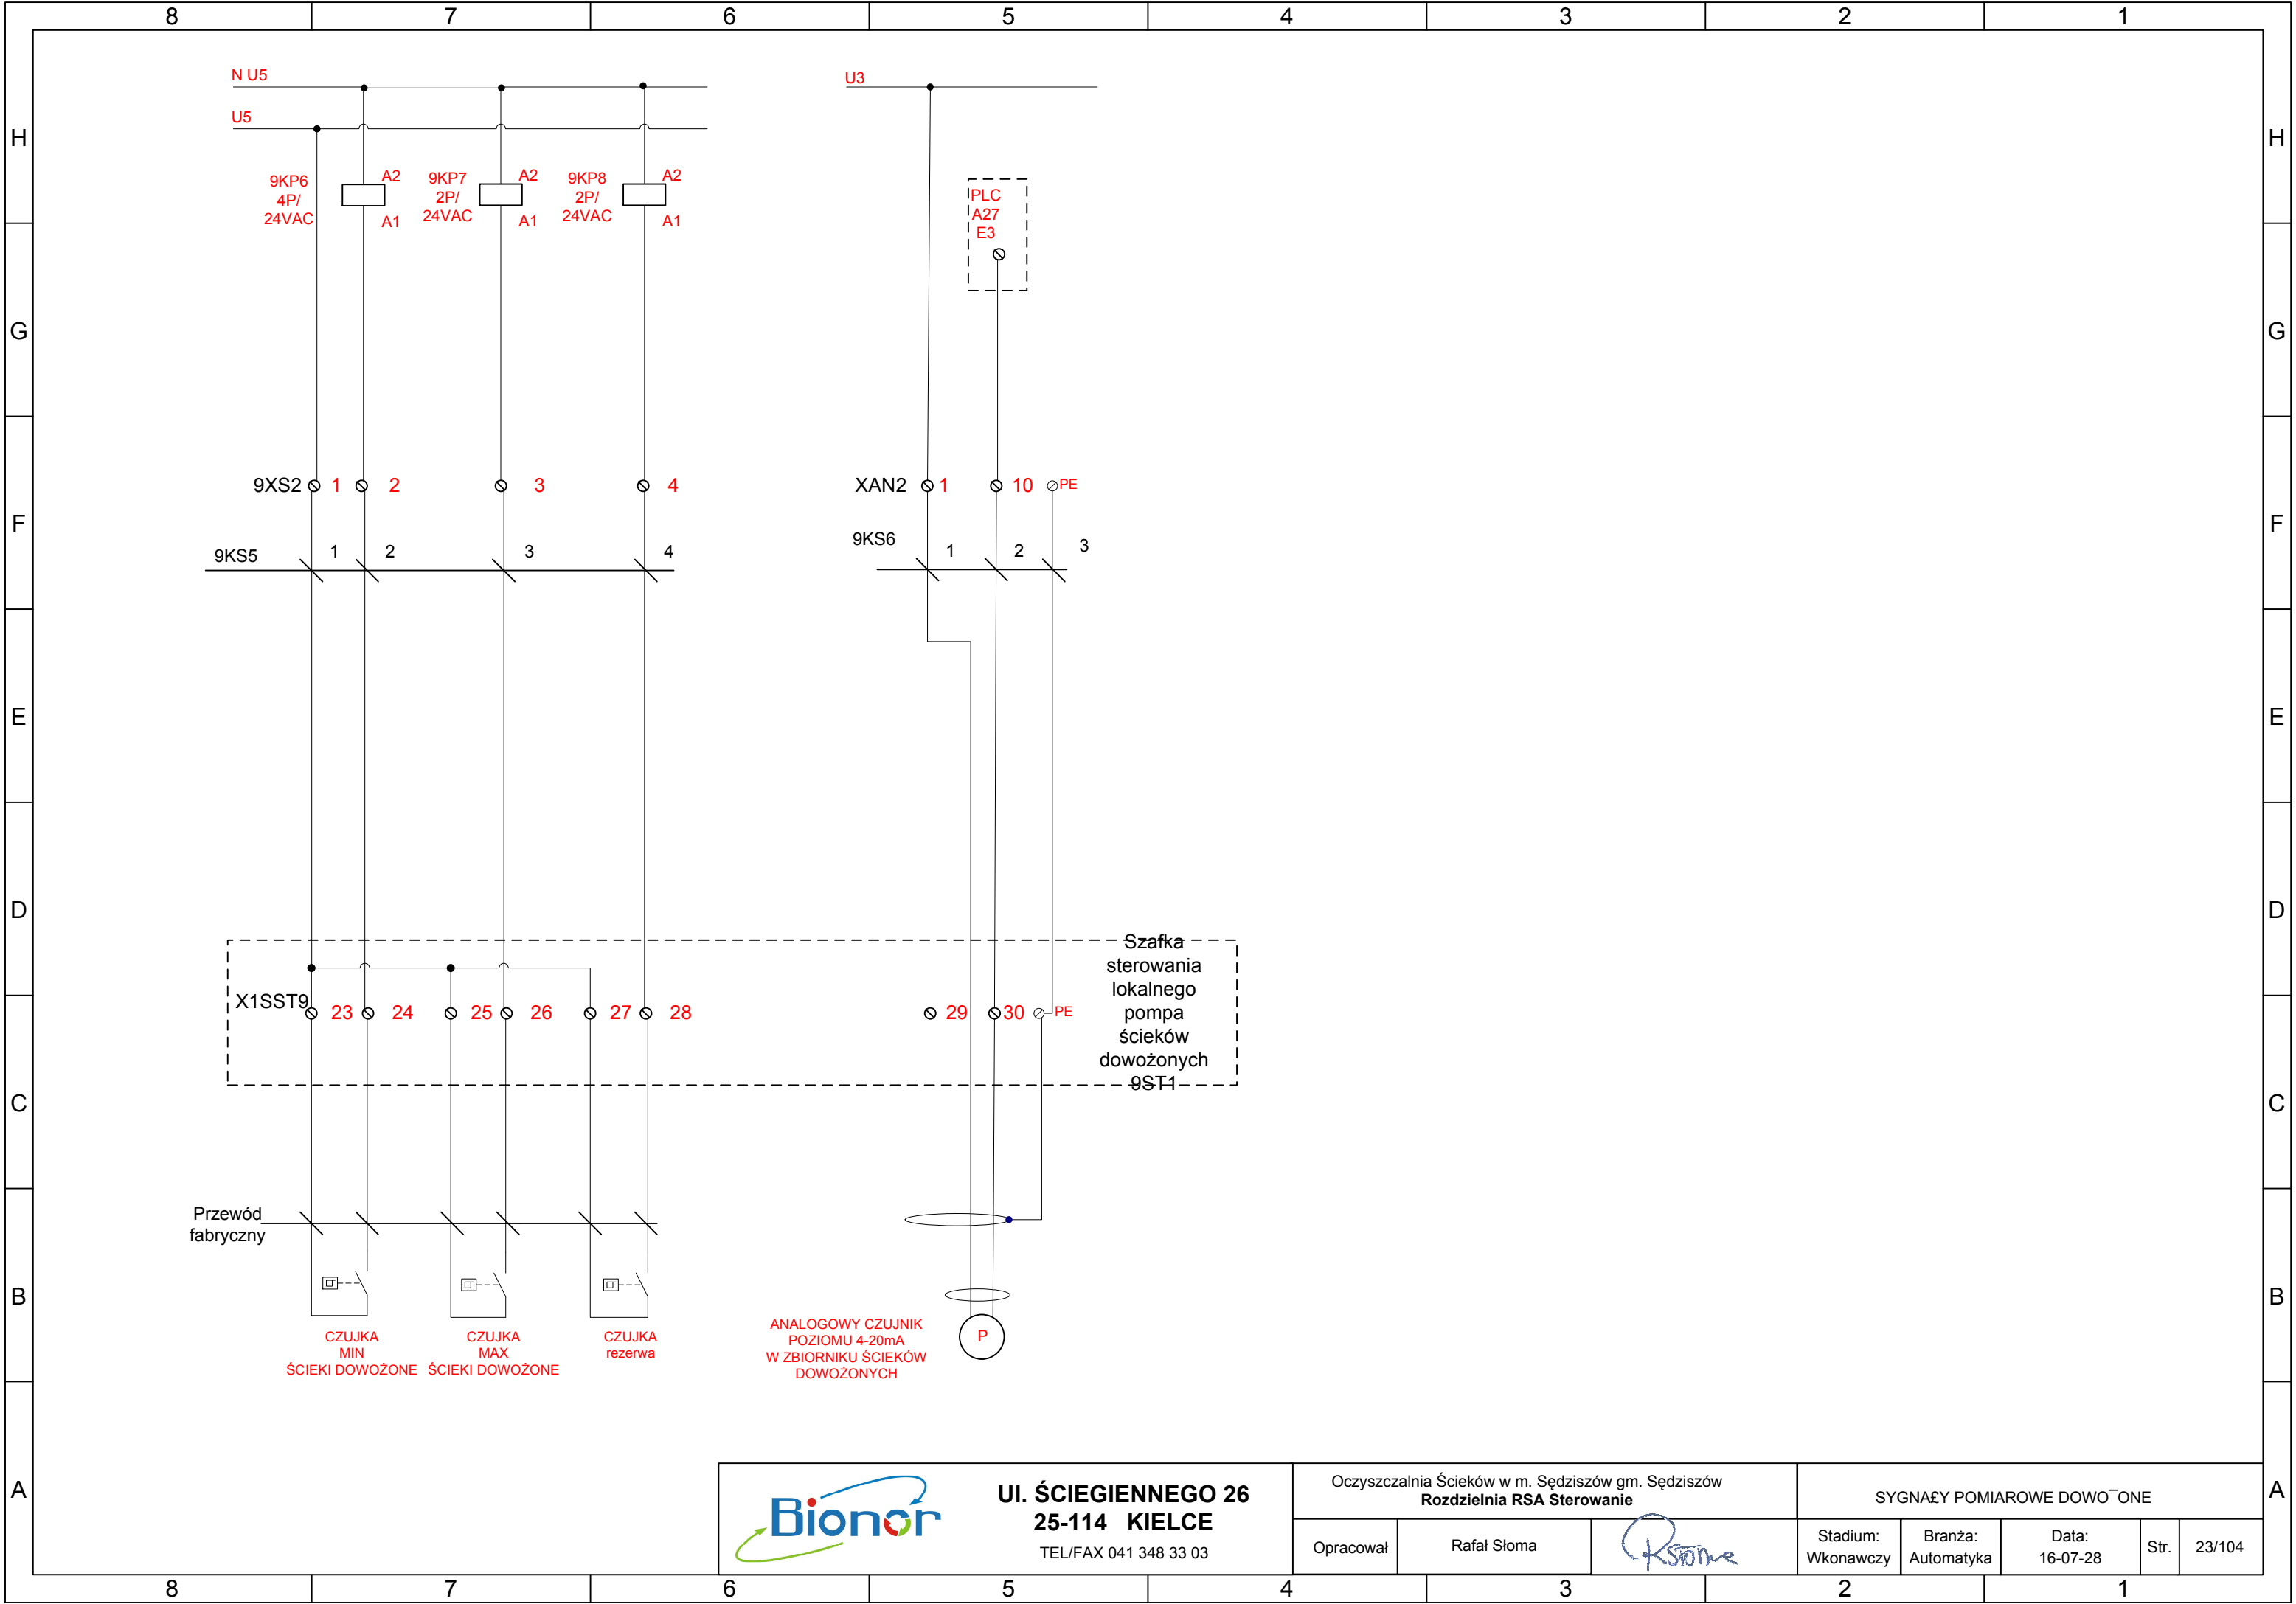 8 7 6 5 4 3 2 1
H H
G G
F F
E E
D D
C C
B B
A A
N U5
U5
9KP6
4P/
24VAC
A2
A1
9KP7
2P/
24VAC
A2
A1
9KP8
2P/
24VAC
A2
A1
U3
PLC
A27
E3
9XS2 1 2 3 4
XAN2 1 10 PE
9KS5 1 2 3 4
9KS6 1 2 3
X1SST9 23 24 25 26 27 28 29 30 PE
Szafka
sterowania
lokalnego
pompa
ścieków
dowożonych
9ST1
Przewód
fabryczny
CZUJKA
MIN
ŚCIEKI DOWOŻONE
CZUJKA
MAX
ŚCIEKI DOWOŻONE
CZUJKA
rezerwa
ANALOGOWY CZUJNIK
POZIOMU 4-20mA
W ZBIORNIKU ŚCIEKÓW
DOWOŻONYCH
P
Bionor
Ul. ŚCIEGIENNEGO 26
25-114 KIELCE
TEL/FAX 041 348 33 03
Oczyszczalnia Ścieków w m. Sędziszów gm. Sędziszów
Rozdzielnia RSA Sterowanie
Opracował
Rafał Słoma
SYGNA£Y POMIAROWE DOWO¯ONE
Stadium:
Wkonawczy
Branża:
Automatyka
Data:
16-07-28
Str.
23/104
8 7 6 5 4 3 2 1